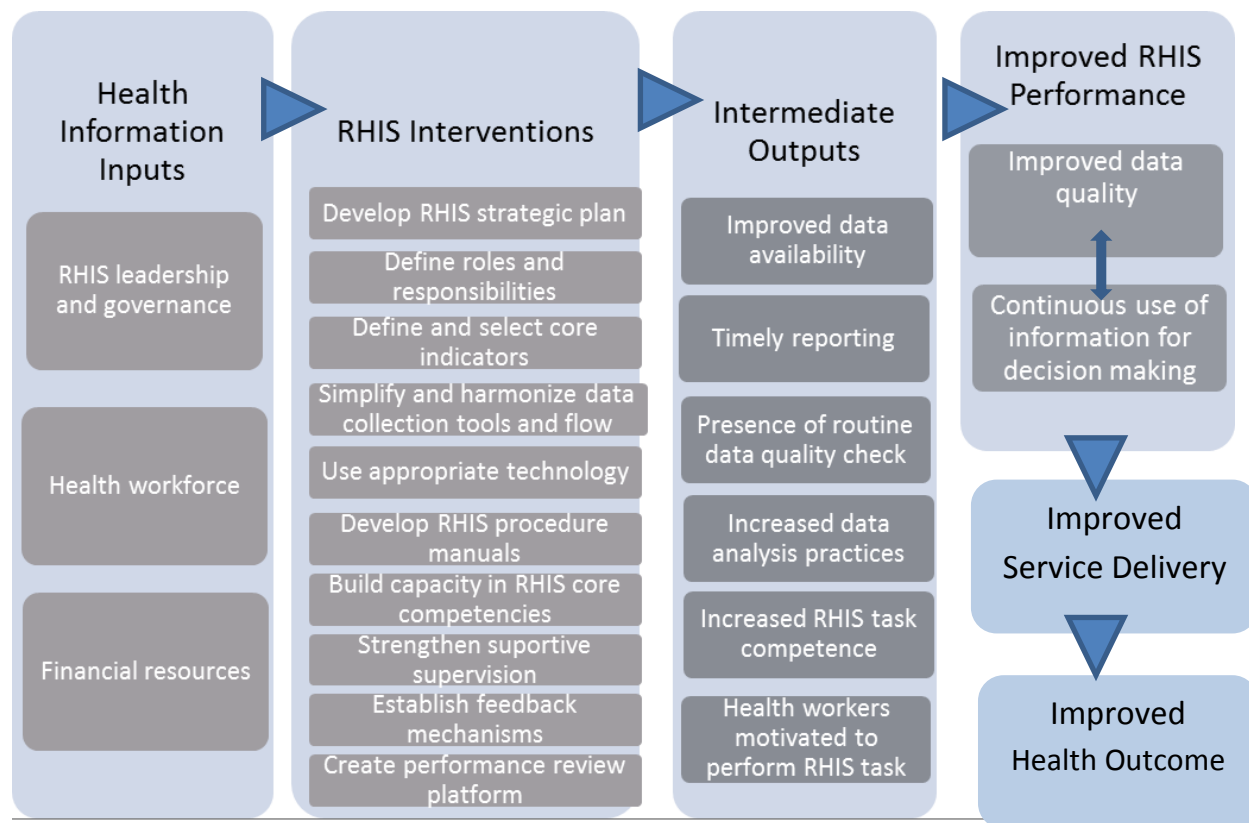 Health
Information
Inputs
RHIS leadership
and governance
Health workforce
Financial resources
RHIS Interventions
Develop RHIS strategic plan
Define roles and
responsibilities
Define and select core
indicators
Simplify and harmonize data
collection tools and flow
Use appropriate technology
Develop RHIS procedure
manuals
Build capacity in RHIS core
competencies
Strengthen suportive
supervision
Establish feedback
mechanisms
Create performance review
platform
Intermediate
Outputs
Improved data
availability
Timely reporting
Presence of routine
data quality check
Increased data
analysis practices
Increased RHIS task
competence
Health workers
motivated to
perform RHIS task
Improved RHIS
Performance
Improved data
quality
Continuous use of
information for
decision making
Improved
Service Delivery
Improved
Health Outcome